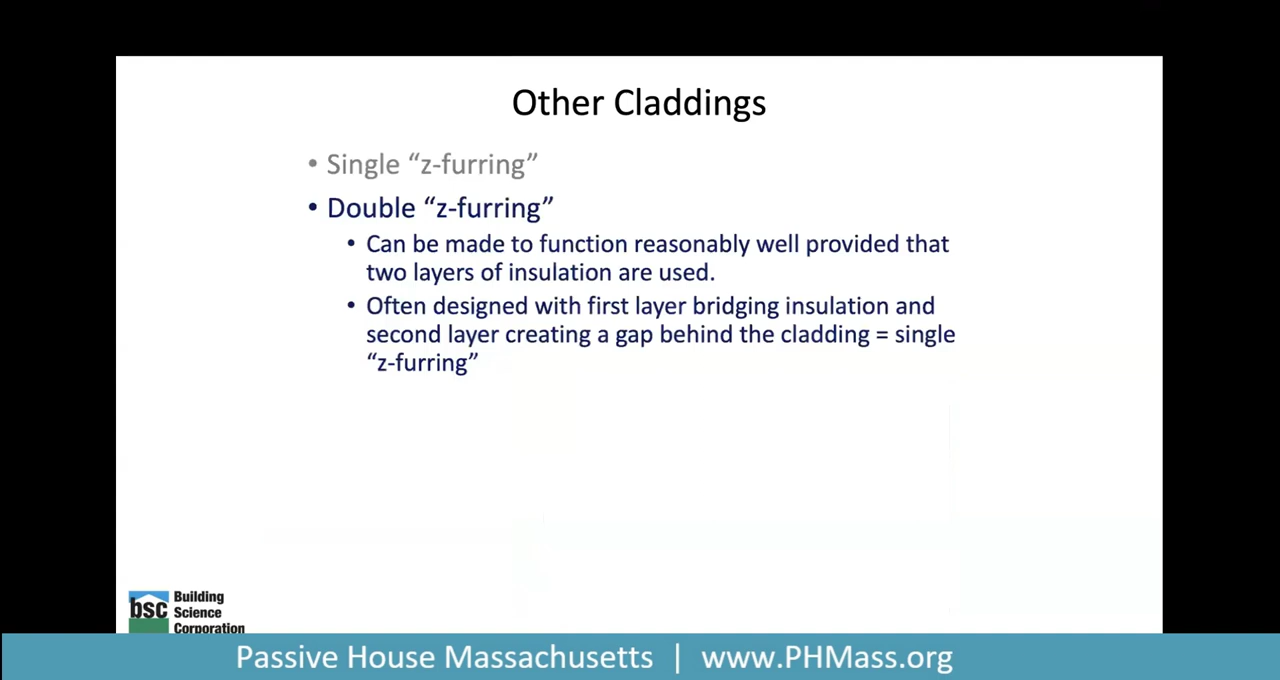 Other Claddings
• Single “z-furring”
• Double “z-furring”
• Can be made to function reasonably well provided that
two layers of insulation are used.
• Often designed with first layer bridging insulation and
second layer creating a gap behind the cladding = single
“z-furring”
bsc
Building
Science
Corporation
Passive House Massachusetts | www.PHMass.org